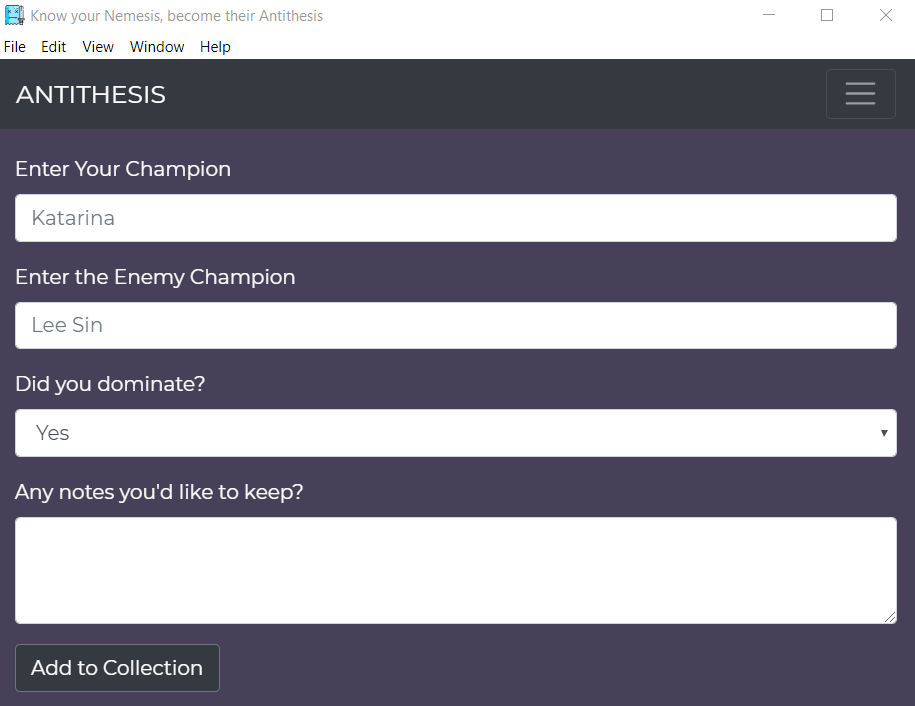 Know your Nemesis, become their Antithesis
File Edit View Window Help
ANTITHESIS
Enter Your Champion
Katarina
Enter the Enemy Champion
Lee Sin
Did you dominate?
Yes
Any notes you'd like to keep?
Add to Collection